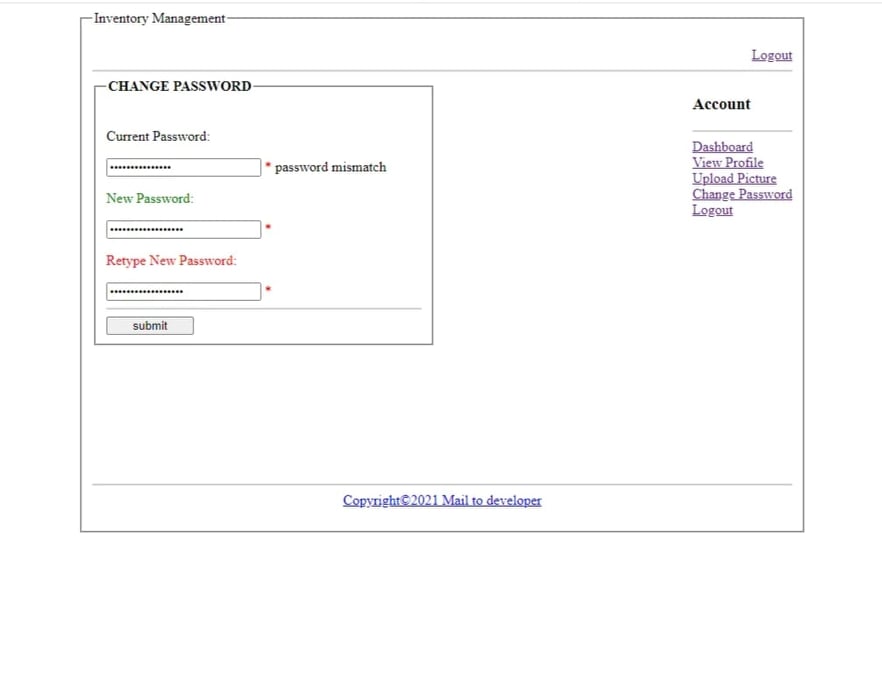 Inventory Management
Logout
CHANGE PASSWORD
Current Password:
•••••••••••••••
* password mismatch
New Password:
••••••••••••••••••
*
Retype New Password:
••••••••••••••••••
*
submit
Account
Dashboard
View Profile
Upload Picture
Change Password
Logout
Copyright©2021 Mail to developer